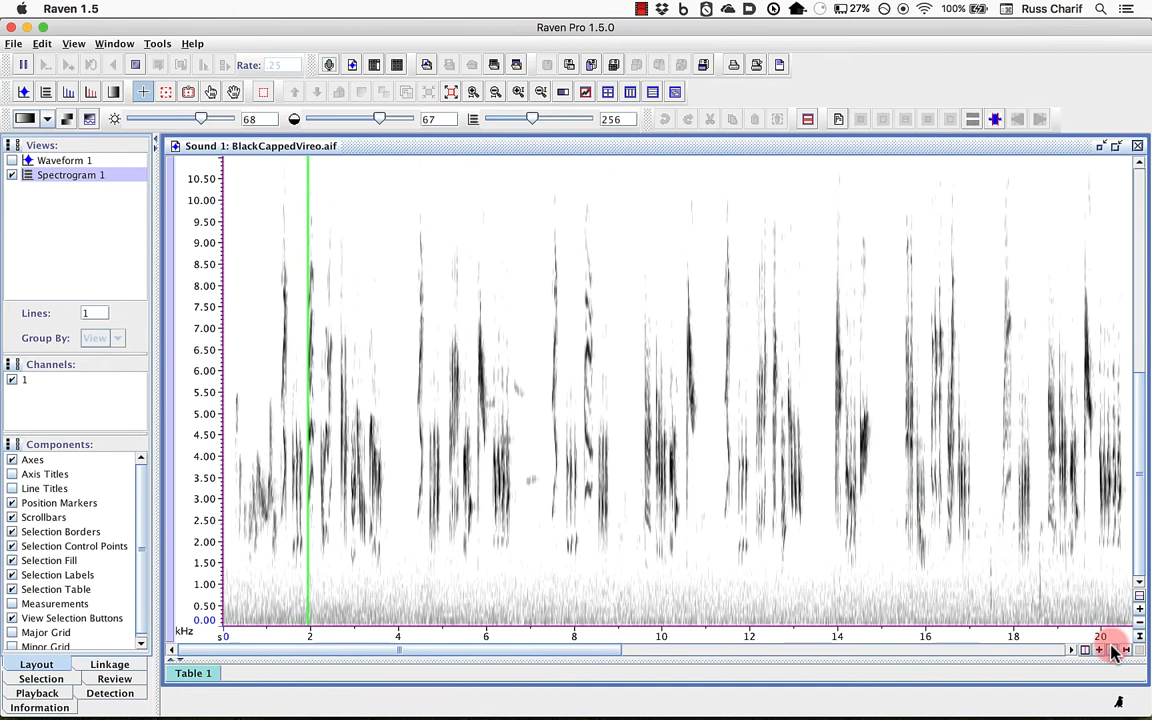 Raven 1.5
27%
100%
Russ Charif
Raven Pro 1.5.0
File Edit View Window Tools Help
Rate: .25
68
67
256
Views:
Waveform 1
Spectrogram 1
Lines: 1
Group By: View
Channels:
1
Components:
Axes
Axis Titles
Line Titles
Position Markers
Scrollbars
Selection Borders
Selection Control Points
Selection Fill
Selection Labels
Selection Table
Measurements
View Selection Buttons
Major Grid
Minor Grid
Layout Linkage
Selection Review
Playback Detection
Information
Sound 1: BlackCappedVireo.aif
10.50
10.00
9.50
9.00
8.50
8.00
7.50
7.00
6.50
6.00
5.50
5.00
4.50
4.00
3.50
3.00
2.50
2.00
1.50
1.00
0.50
0.00
kHz
s 0 2 4 6 8 10 12 14 16 18 20
Table 1